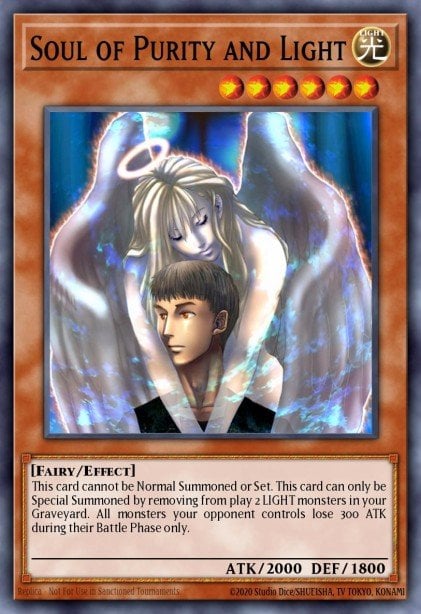 Soul of Purity and Light
LIGHT
光
[Fairy/Effect]
This card cannot be Normal Summoned or Set. This card can only be
Special Summoned by removing from play 2 LIGHT monsters in your
Graveyard. All monsters your opponent controls lose 300 ATK
during their Battle Phase only.
ATK/2000 DEF/1800
Replica - Not For Use in Sanctioned Tournaments
©2020 Studio Dice/SHUEISHA, TV TOKYO, KONAMI